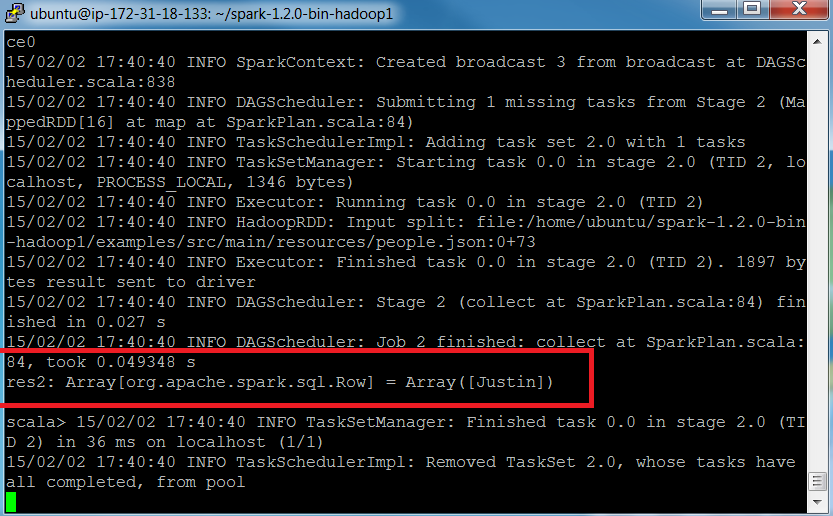 ubuntu@ip-172-31-18-133: ~/spark-1.2.0-bin-hadoop1
ce0
15/02/02 17:40:40 INFO SparkContext: Created broadcast 3 from broadcast at DAGSc
heduler.scala:838
15/02/02 17:40:40 INFO DAGScheduler: Submitting 1 missing tasks from Stage 2 (Ma
ppedRDD[16] at map at SparkPlan.scala:84)
15/02/02 17:40:40 INFO TaskSchedulerImpl: Adding task set 2.0 with 1 tasks
15/02/02 17:40:40 INFO TaskSetManager: Starting task 0.0 in stage 2.0 (TID 2, lo
calhost, PROCESS_LOCAL, 1346 bytes)
15/02/02 17:40:40 INFO Executor: Running task 0.0 in stage 2.0 (TID 2)
15/02/02 17:40:40 INFO HadoopRDD: Input split: file:/home/ubuntu/spark-1.2.0-bin
-hadoop1/examples/src/main/resources/people.json:0+73
15/02/02 17:40:40 INFO Executor: Finished task 0.0 in stage 2.0 (TID 2). 1897 by
tes result sent to driver
15/02/02 17:40:40 INFO DAGScheduler: Stage 2 (collect at SparkPlan.scala:84) fin
ished in 0.027 s
15/02/02 17:40:40 INFO DAGScheduler: Job 2 finished: collect at SparkPlan.scala:
84, took 0.049348 s
res2: Array[org.apache.spark.sql.Row] = Array([Justin])
scala> 15/02/02 17:40:40 INFO TaskSetManager: Finished task 0.0 in stage 2.0 (TI
D 2) in 36 ms on localhost (1/1)
15/02/02 17:40:40 INFO TaskSchedulerImpl: Removed TaskSet 2.0, whose tasks have
all completed, from pool